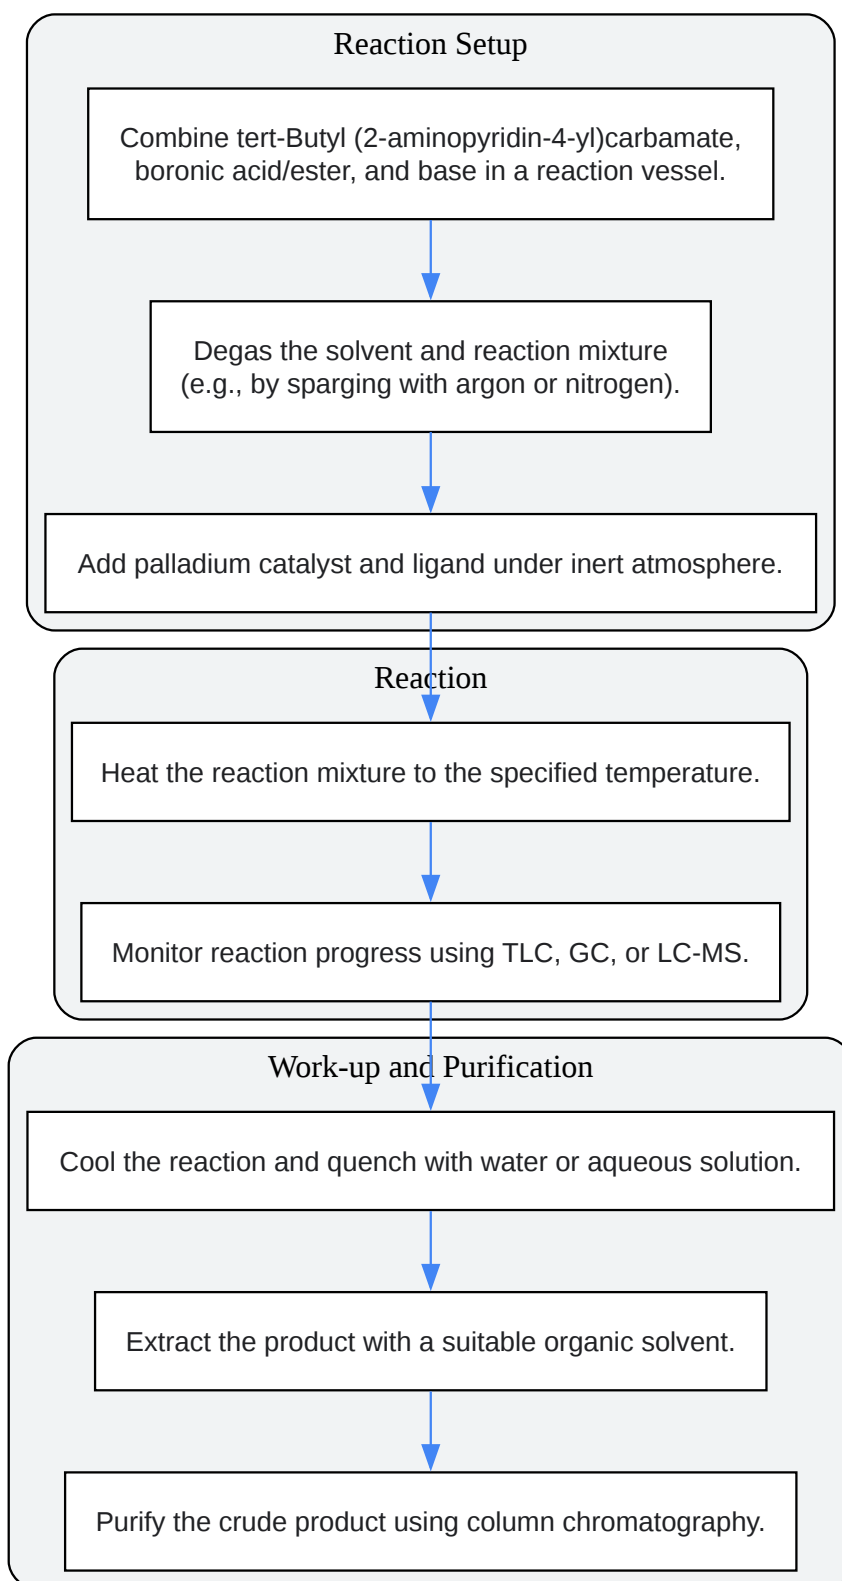 Reaction Setup
Combine tert-Butyl (2-aminopyridin-4-yl)carbamate,
boronic acid/ester, and base in a reaction vessel.
Degas the solvent and reaction mixture
(e.g., by sparging with argon or nitrogen).
Add palladium catalyst and ligand under inert atmosphere.
Reaction
Heat the reaction mixture to the specified temperature.
Monitor reaction progress using TLC, GC, or LC-MS.
Work-up and Purification
Cool the reaction and quench with water or aqueous solution.
Extract the product with a suitable organic solvent.
Purify the crude product using column chromatography.